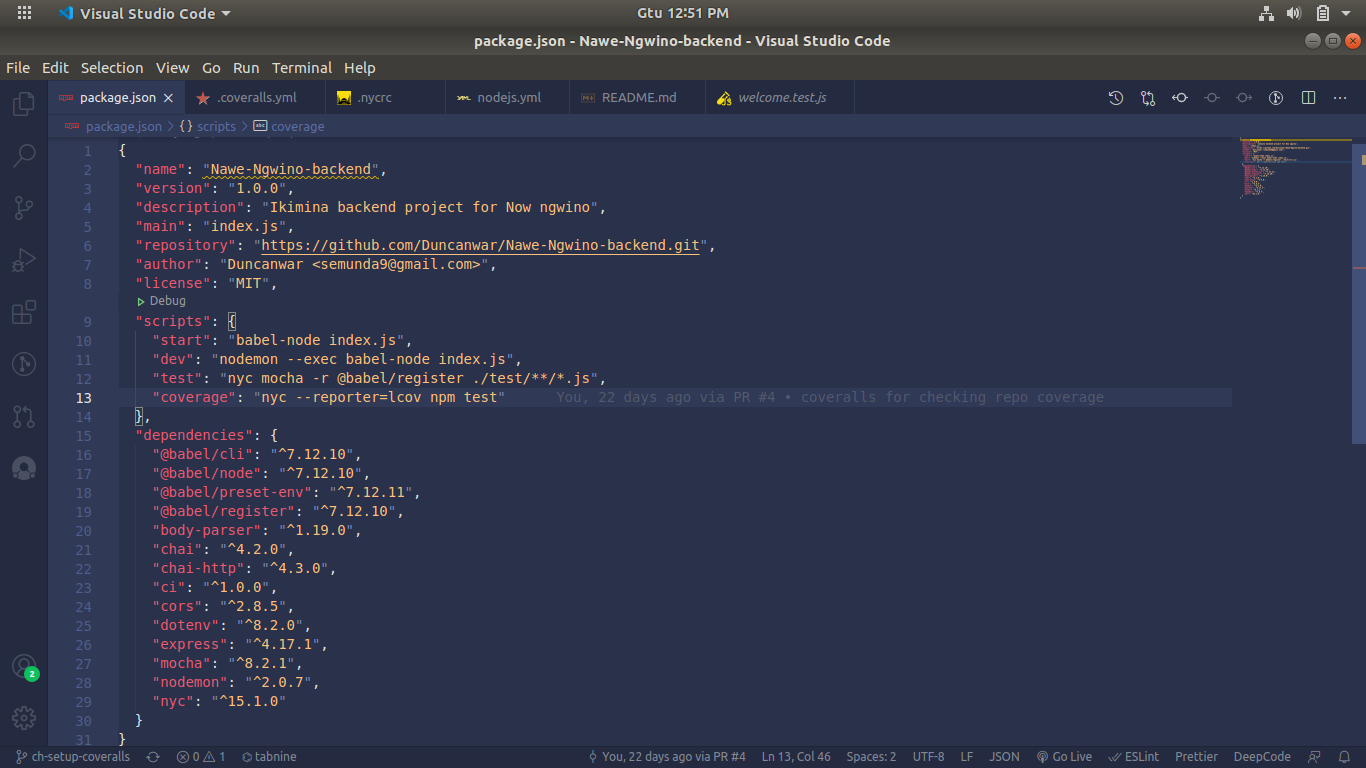 Visual Studio Code
Gtu 12:51 PM
package.json - Nawe-Ngwino-backend - Visual Studio Code
File Edit Selection View Go Run Terminal Help
package.json .coveralls.yml .nycrc nodejs.yml README.md welcome.test.js
package.json > {} scripts > abc coverage
1 {
2 "name": "Nawe-Ngwino-backend",
3 "version": "1.0.0",
4 "description": "Ikimina backend project for Now ngwino",
5 "main": "index.js",
6 "repository": "https://github.com/Duncanwar/Nawe-Ngwino-backend.git",
7 "author": "Duncanwar <semunda9@gmail.com>",
8 "license": "MIT",
Debug
9 "scripts": {
10 "start": "babel-node index.js",
11 "dev": "nodemon --exec babel-node index.js",
12 "test": "nyc mocha -r @babel/register ./test/**/*.js",
13 "coverage": "nyc --reporter=lcov npm test" You, 22 days ago via PR #4 • coveralls for checking repo coverage
14 },
15 "dependencies": {
16 "@babel/cli": "^7.12.10",
17 "@babel/node": "^7.12.10",
18 "@babel/preset-env": "^7.12.11",
19 "@babel/register": "^7.12.10",
20 "body-parser": "^1.19.0",
21 "chai": "^4.2.0",
22 "chai-http": "^4.3.0",
23 "ci": "^1.0.0",
24 "cors": "^2.8.5",
25 "dotenv": "^8.2.0",
26 "express": "^4.17.1",
27 "mocha": "^8.2.1",
28 "nodemon": "^2.0.7",
29 "nyc": "^15.1.0"
30 }
31 }
2
ch-setup-coveralls 0 1 tabnine You, 22 days ago via PR #4 Ln 13, Col 46 Spaces: 2 UTF-8 LF JSON Go Live ESLint Prettier DeepCode